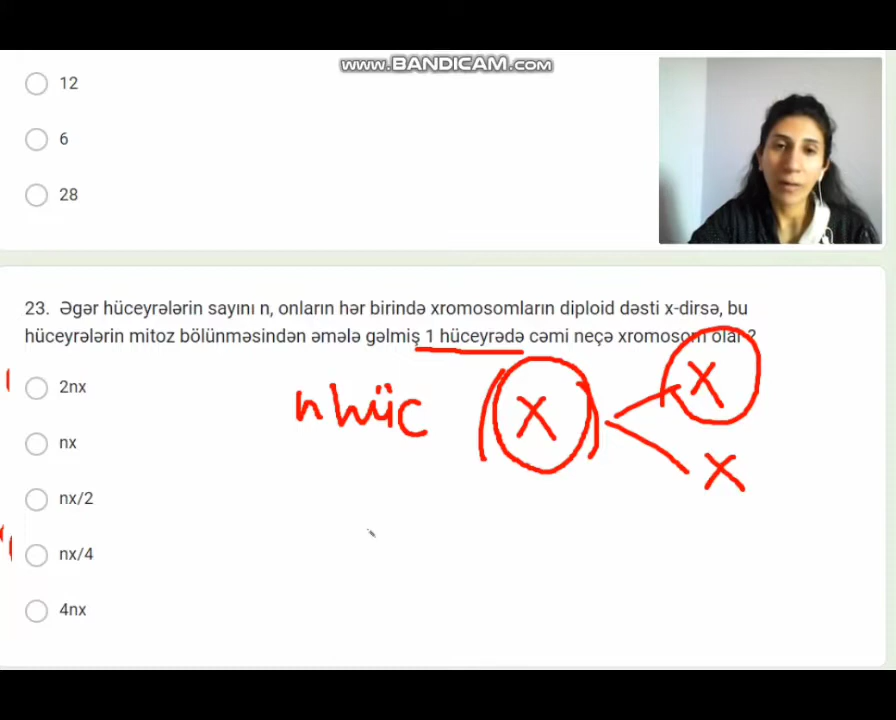 www.BANDICAM.com
12
6
28
23. Əgər hüceyrələrin sayını n, onların hər birində xromosomların diploid dəsti x-dirsə, bu
hüceyrələrin mitoz bölünməsindən əmələ gəlmiş 1 hüceyrədə cəmi neçə xromosom olar ?
2nx
nx
nx/2
nx/4
4nx
n hüc
X
X
X